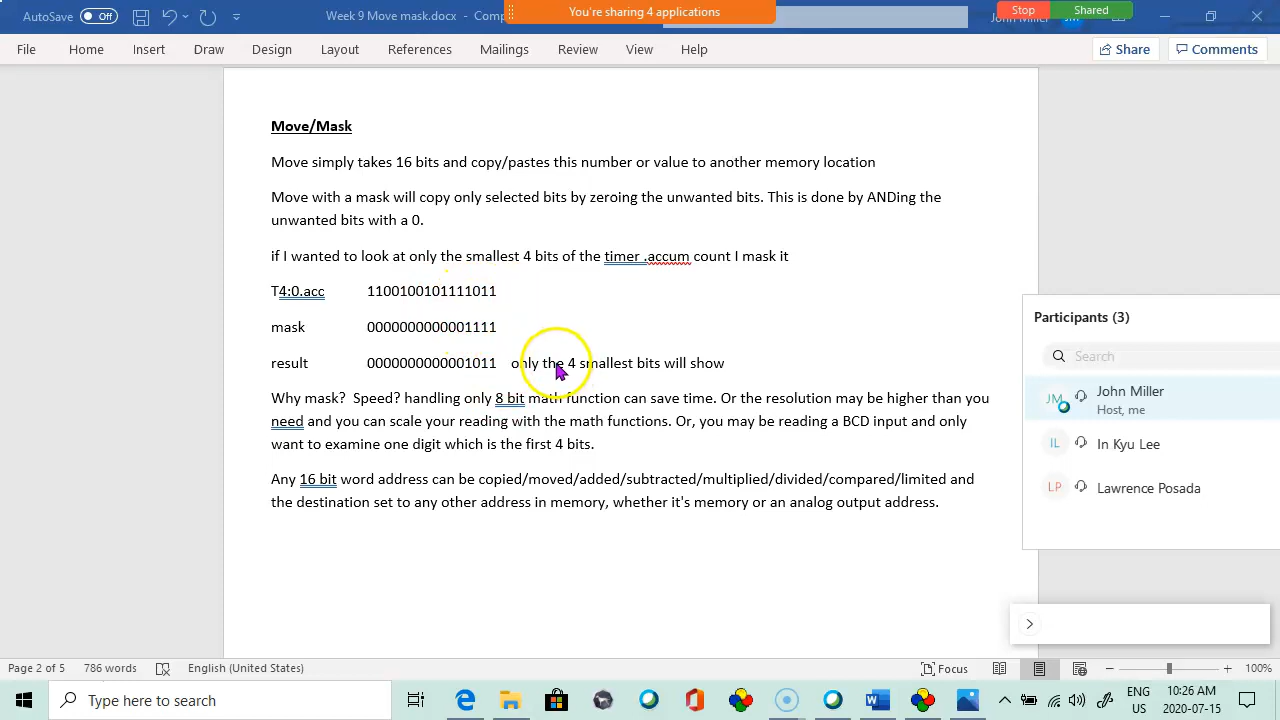 AutoSave Off Week 9 Move mask.docx - Comp
You're sharing 4 applications
Stop Shared
John Miller JM
File Home Insert Draw Design Layout References Mailings Review View Help Share Comments
Move/Mask
Move simply takes 16 bits and copy/pastes this number or value to another memory location
Move with a mask will copy only selected bits by zeroing the unwanted bits. This is done by ANDing the
unwanted bits with a 0.
if I wanted to look at only the smallest 4 bits of the timer .accum count I mask it
T4:0.acc 1100100101111011
mask 0000000000001111
result 0000000000001011 only the 4 smallest bits will show
Why mask? Speed? handling only 8 bit math function can save time. Or the resolution may be higher than you
need and you can scale your reading with the math functions. Or, you may be reading a BCD input and only
want to examine one digit which is the first 4 bits.
Any 16 bit word address can be copied/moved/added/subtracted/multiplied/divided/compared/limited and
the destination set to any other address in memory, whether it's memory or an analog output address.
Participants (3)
Search
JM John Miller
Host, me
IL In Kyu Lee
LP Lawrence Posada
Page 2 of 5 786 words English (United States) Focus 100%
Type here to search
ENG
US
10:26 AM
2020-07-15